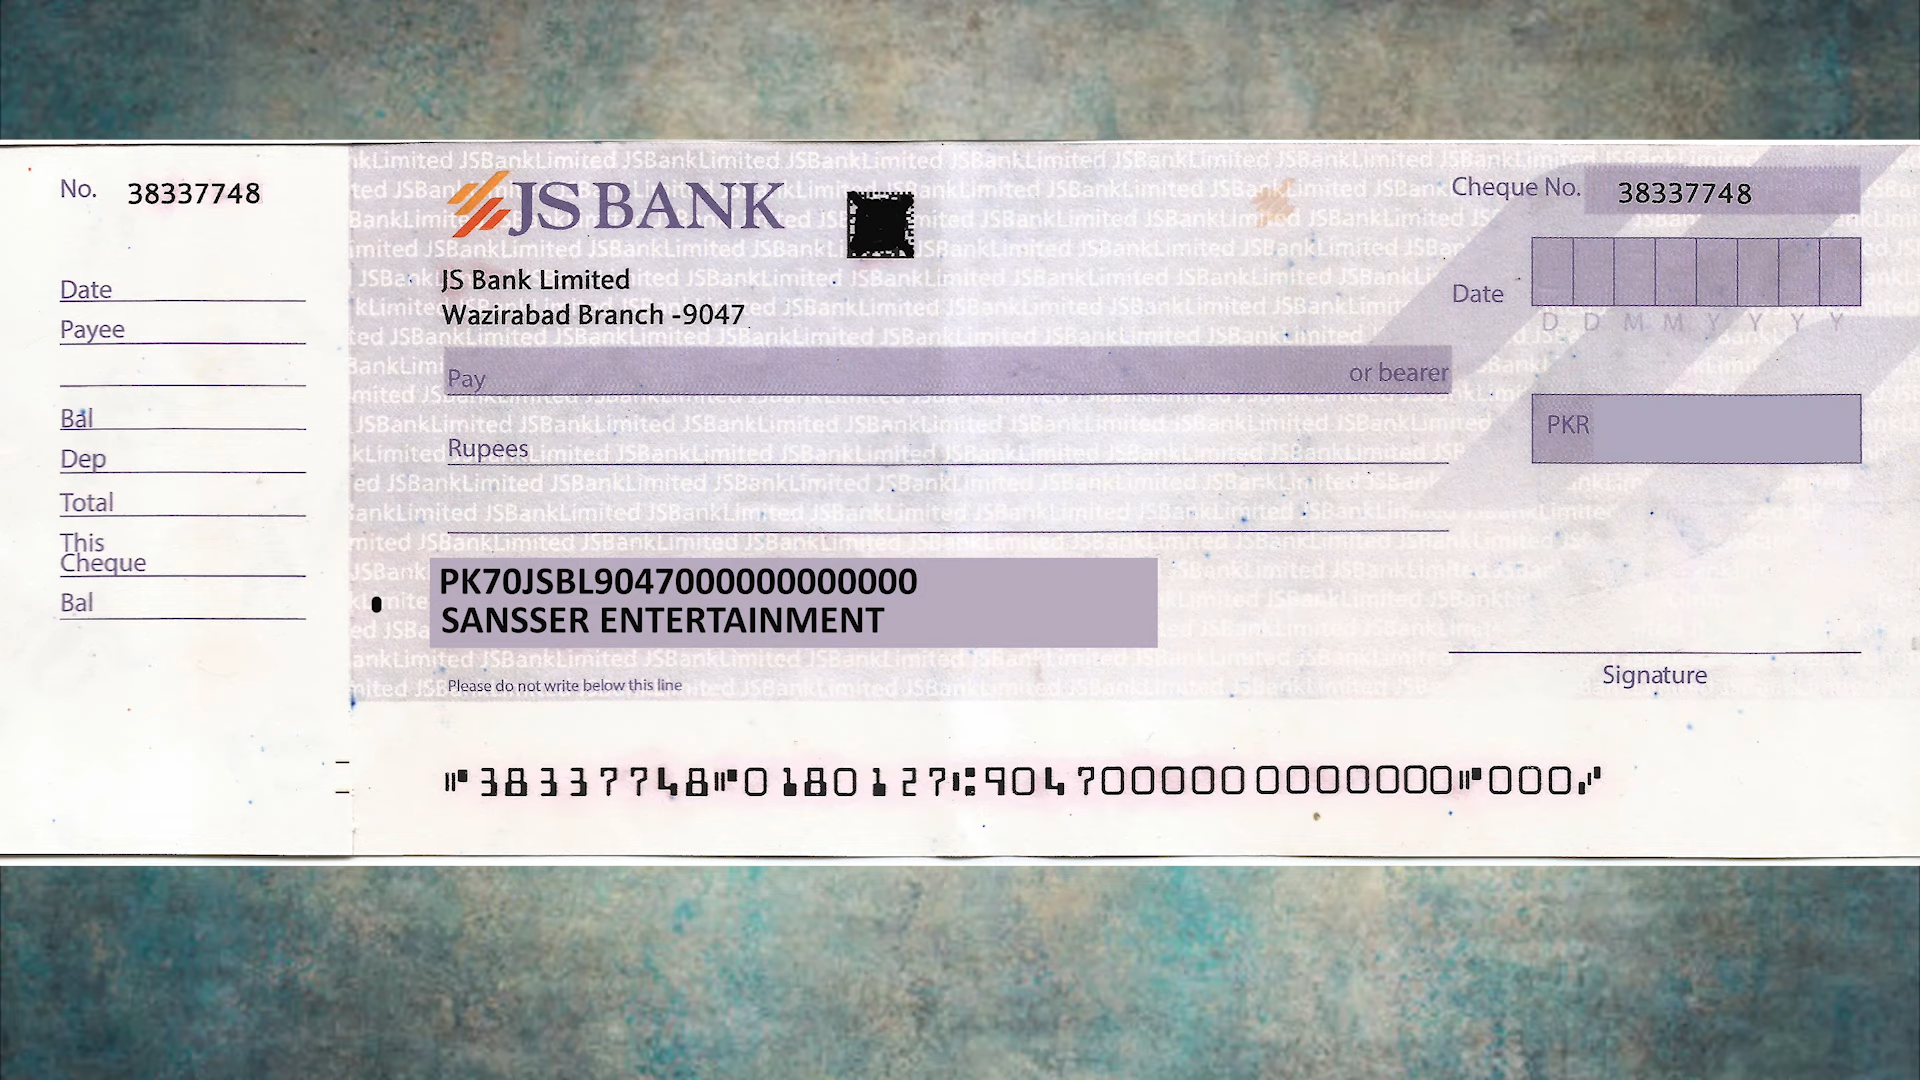 No. 38337748
Date
Payee
Bal
Dep
Total
This
Cheque
Bal
JS BANK
JS Bank Limited
Wazirabad Branch -9047
Cheque No. 38337748
Date
D D M M Y Y Y Y
Pay or bearer
PKR
Rupees
PK70JSBL9047000000000000
SANSSER ENTERTAINMENT
Signature
Please do not write below this line
⑈38337748⑈0180127⑆9047000000000000⑈000⑇